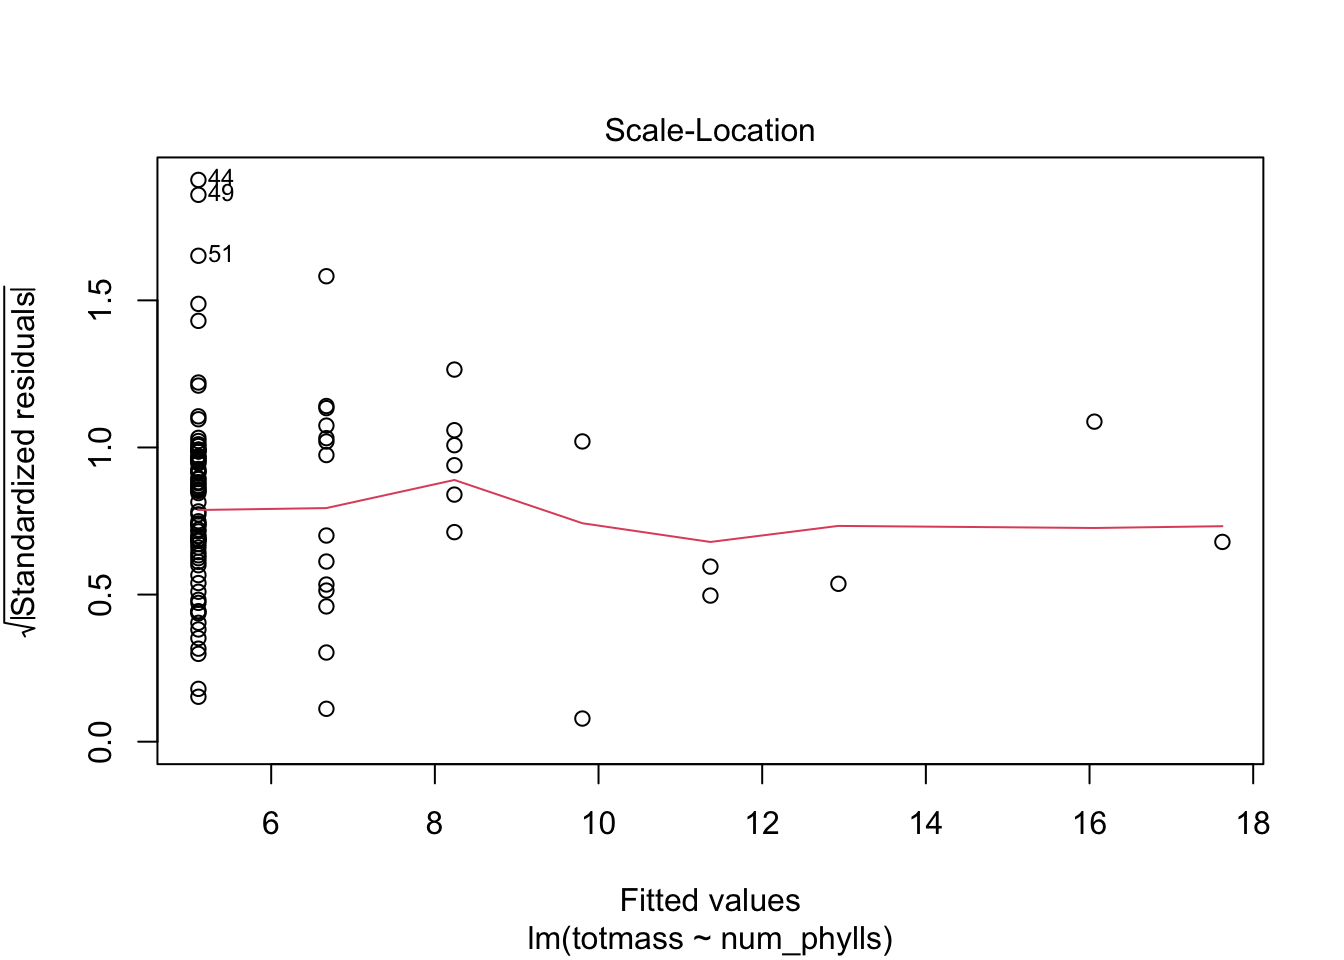 Scale-Location
44
49
51
√|Standardized residuals|
1.5
1.0
0.5
0.0
6 8 10 12 14 16 18
Fitted values
lm(totmass ~ num_phylls)